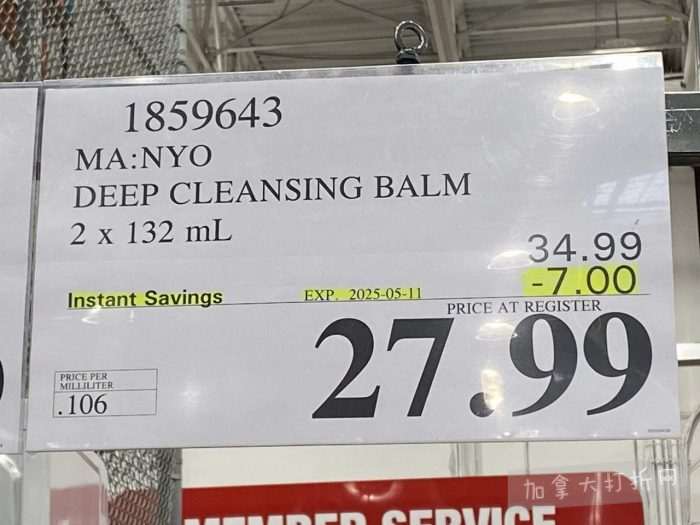 1859643
MA:NYO
DEEP CLEANSING BALM
2 x 132 mL
34.99
Instant Savings EXP. 2025-05-11 -7.00
PRICE AT REGISTER
27.99
PRICE PER
MILLILITER
.106
MEMBER SERVICE
加拿大打折网